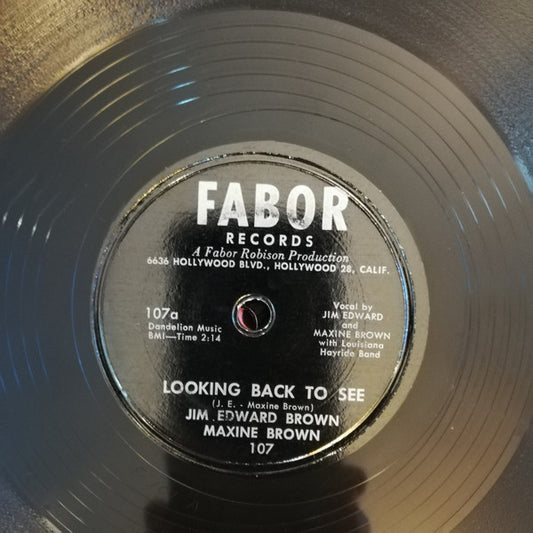 FABOR
RECORDS
A Fabor Robison Production
6636 HOLLYWOOD BLVD., HOLLYWOOD 28, CALIF.
107a
Dandelion Music
BMI—Time 2:14
Vocal by
JIM EDWARD
and
MAXINE BROWN
with Louisiana
Hayride Band
LOOKING BACK TO SEE
(J. E. - Maxine Brown)
JIM EDWARD BROWN
MAXINE BROWN
107